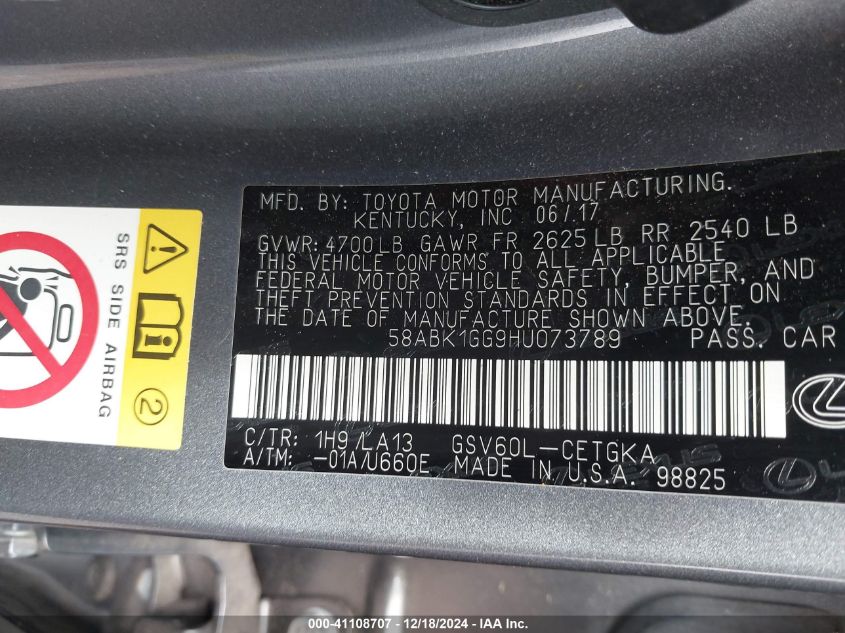 MFD. BY: TOYOTA MOTOR MANUFACTURING.
KENTUCKY, INC 06/17
GVWR: 4700LB GAWR FR 2625 LB RR 2540 LB
THIS VEHICLE CONFORMS TO ALL APPLICABLE
FEDERAL MOTOR VEHICLE SAFETY, BUMPER, AND
THEFT PREVENTION STANDARDS IN EFFECT ON
THE DATE OF MANUFACTURE SHOWN ABOVE.
58ABK1GG9HU073789 PASS. CAR
C/TR: 1H9/LA13 GSV60L-CETGKA
A/TM: -01A/U660E MADE IN U.S.A. 98825
SRS SIDE AIRBAG
2
000-41108707 - 12/18/2024 - © IAA Holdings, LLC.